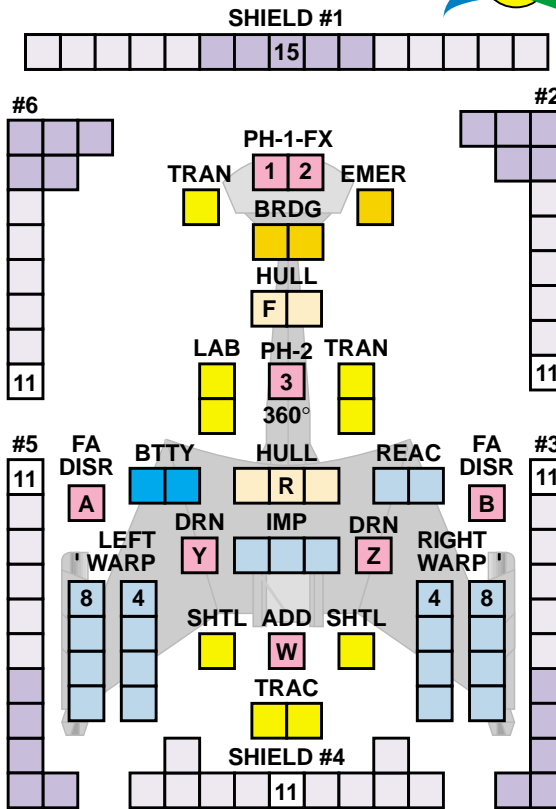 SHIELD #1
15
#6
#2
PH-1-FX
TRAN 1 2 EMER
BRDG
HULL
F
LAB PH-2 TRAN
11 3 11
360°
#5 FA DISR BTTY HULL REAC FA DISR #3
11 R 11
A B
LEFT WARP DRN IMP DRN RIGHT WARP
Y Z
8 4 4 8
SHTL ADD SHTL
W
TRAC
SHIELD #4
11